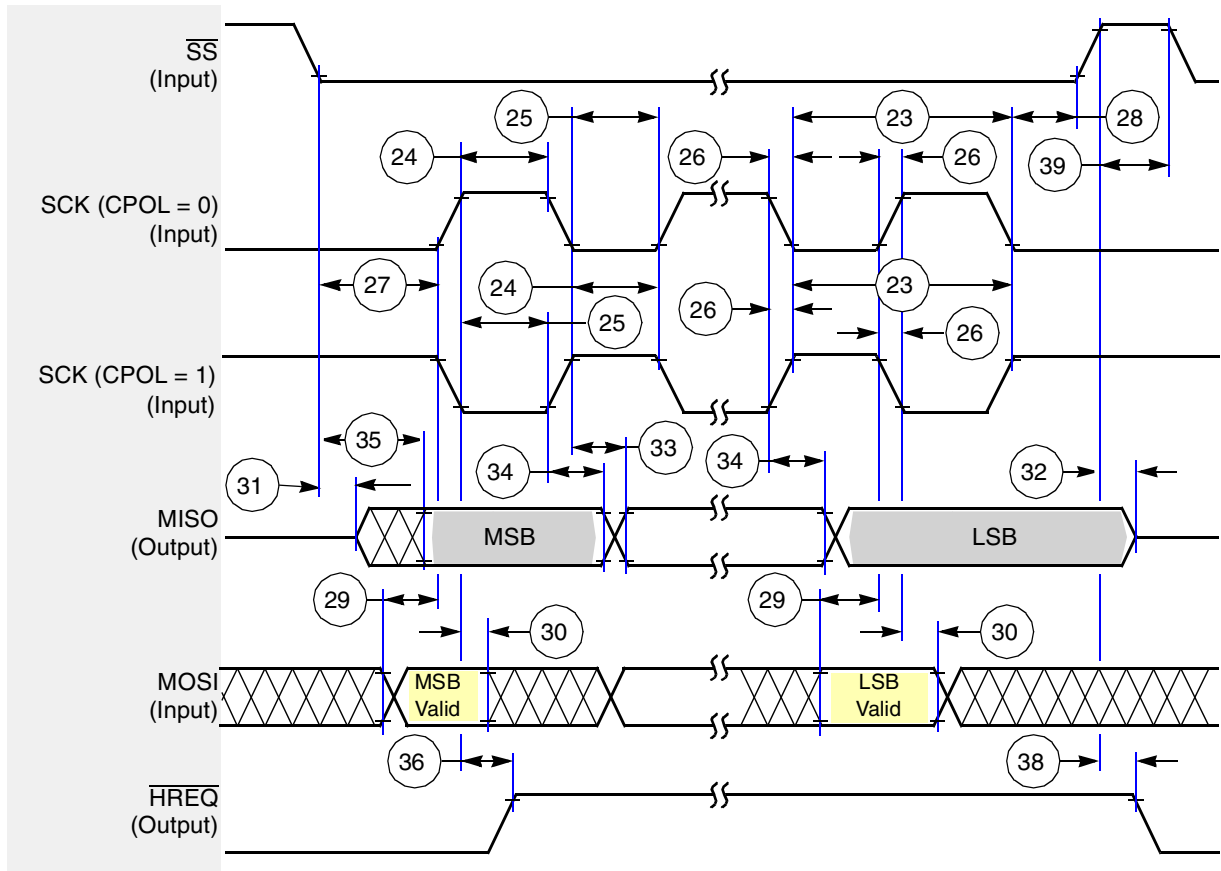 SS
(Input)
25
23
28
24
26
26
39
SCK (CPOL = 0)
(Input)
27
24
23
26
25
26
SCK (CPOL = 1)
(Input)
35
33
34
34
32
31
MISO
(Output)
MSB
LSB
29
29
30
30
MOSI
(Input)
MSB
Valid
LSB
Valid
36
38
HREQ
(Output)